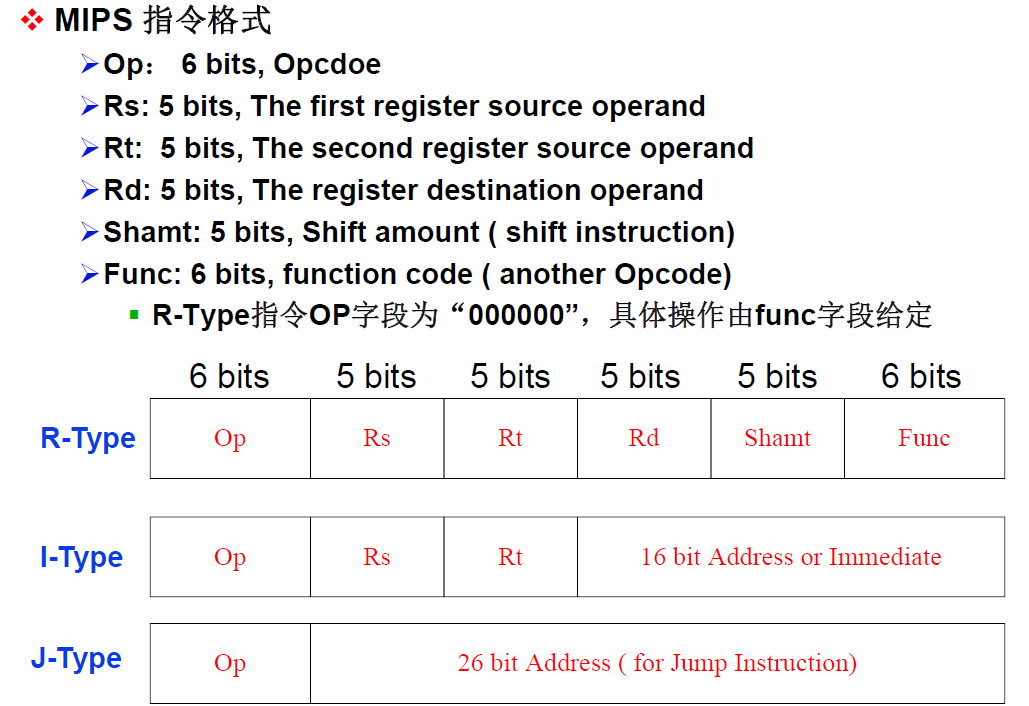 MIPS 指令格式
Op： 6 bits, Opcdoe
Rs: 5 bits, The first register source operand
Rt: 5 bits, The second register source operand
Rd: 5 bits, The register destination operand
Shamt: 5 bits, Shift amount ( shift instruction)
Func: 6 bits, function code ( another Opcode)
R-Type指令OP字段为“000000”，具体操作由func字段给定
6 bits 5 bits 5 bits 5 bits 5 bits 6 bits
R-Type Op Rs Rt Rd Shamt Func
I-Type Op Rs Rt 16 bit Address or Immediate
J-Type Op 26 bit Address ( for Jump Instruction)